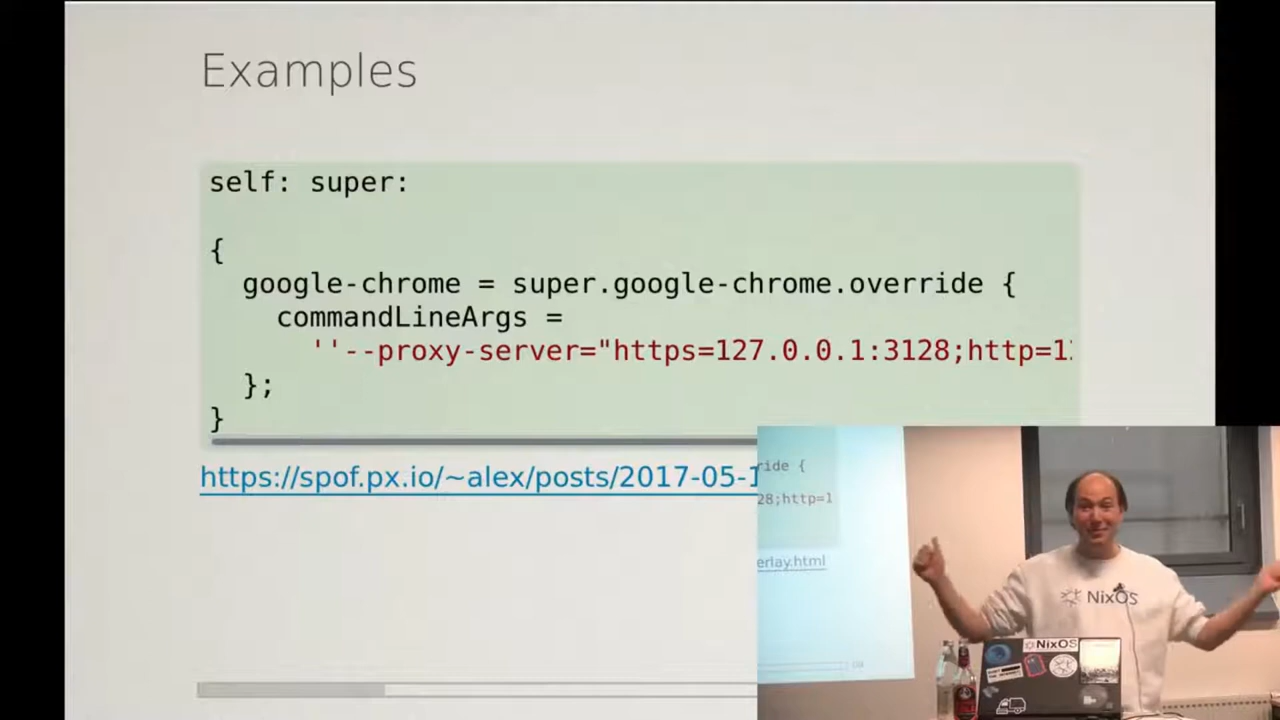 Examples
self: super:
{
google-chrome = super.google-chrome.override {
commandLineArgs =
''--proxy-server="https=127.0.0.1:3128;http=1
};
}
https://spof.px.io/~alex/posts/2017-05-1
ride {
28;http=1
erlay.html
NixOS
NixOS